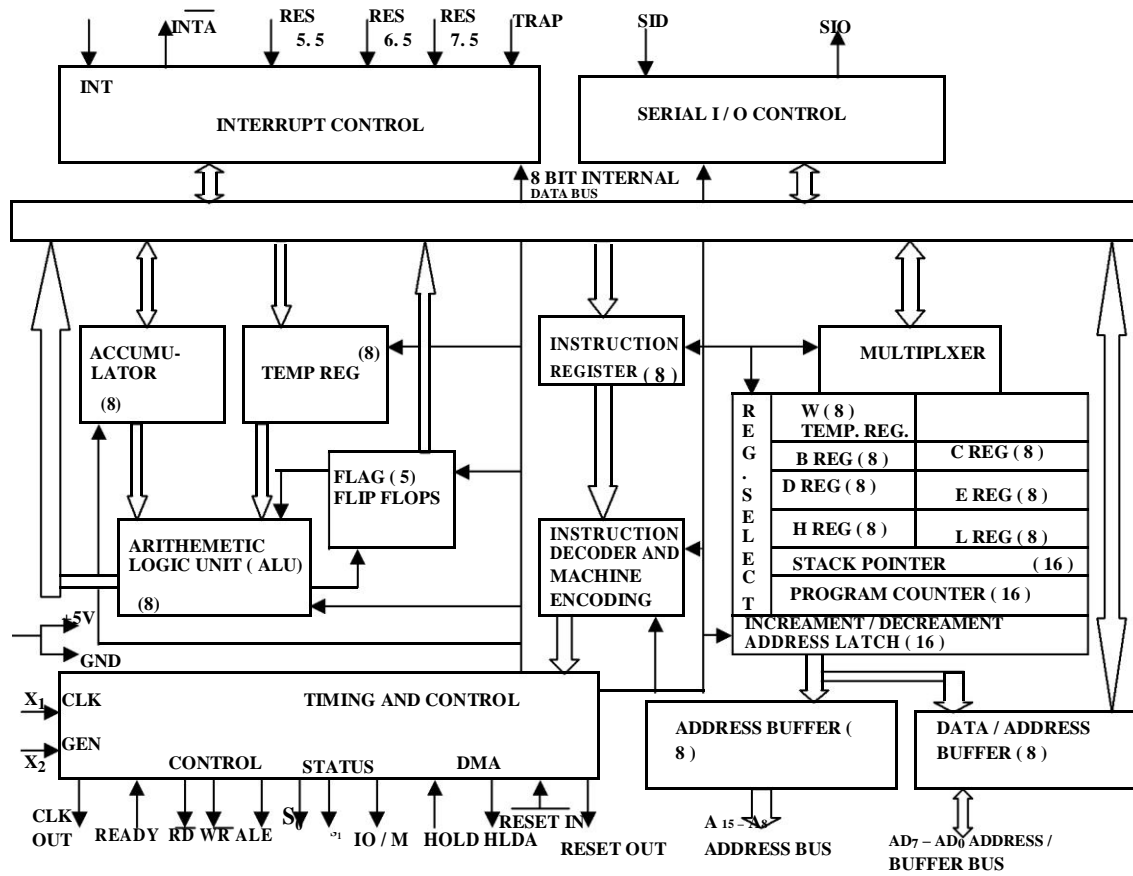 INTA
RES
5. 5
RES
6. 5
RES
7. 5
TRAP
SID
SIO
INT
INTERRUPT CONTROL
SERIAL I / O CONTROL
8 BIT INTERNAL
DATA BUS
ACCUMU-
LATOR
(8)
(8)
TEMP REG
INSTRUCTION
REGISTER ( 8 )
MULTIPLXER
R
E
G
.
S
E
L
E
C
T
W ( 8 )
TEMP. REG.
B REG ( 8 )
C REG ( 8 )
D REG ( 8 )
E REG ( 8 )
H REG ( 8 )
L REG ( 8 )
STACK POINTER ( 16 )
PROGRAM COUNTER ( 16 )
INCREAMENT / DECREAMENT
ADDRESS LATCH ( 16 )
FLAG ( 5 )
FLIP FLOPS
ARITHEMETIC
LOGIC UNIT ( ALU)
(8)
INSTRUCTION
DECODER AND
MACHINE
ENCODING
+5V
GND
X1
CLK
GEN
X2
TIMING AND CONTROL
CONTROL
STATUS
DMA
ADDRESS BUFFER (
8 )
DATA / ADDRESS
BUFFER ( 8 )
CLK
OUT
READY
RD WR ALE
S0
S1
IO / M
HOLD HLDA
RESET IN
RESET OUT
A 15 – A8
ADDRESS BUS
AD7 – AD0 ADDRESS /
BUFFER BUS